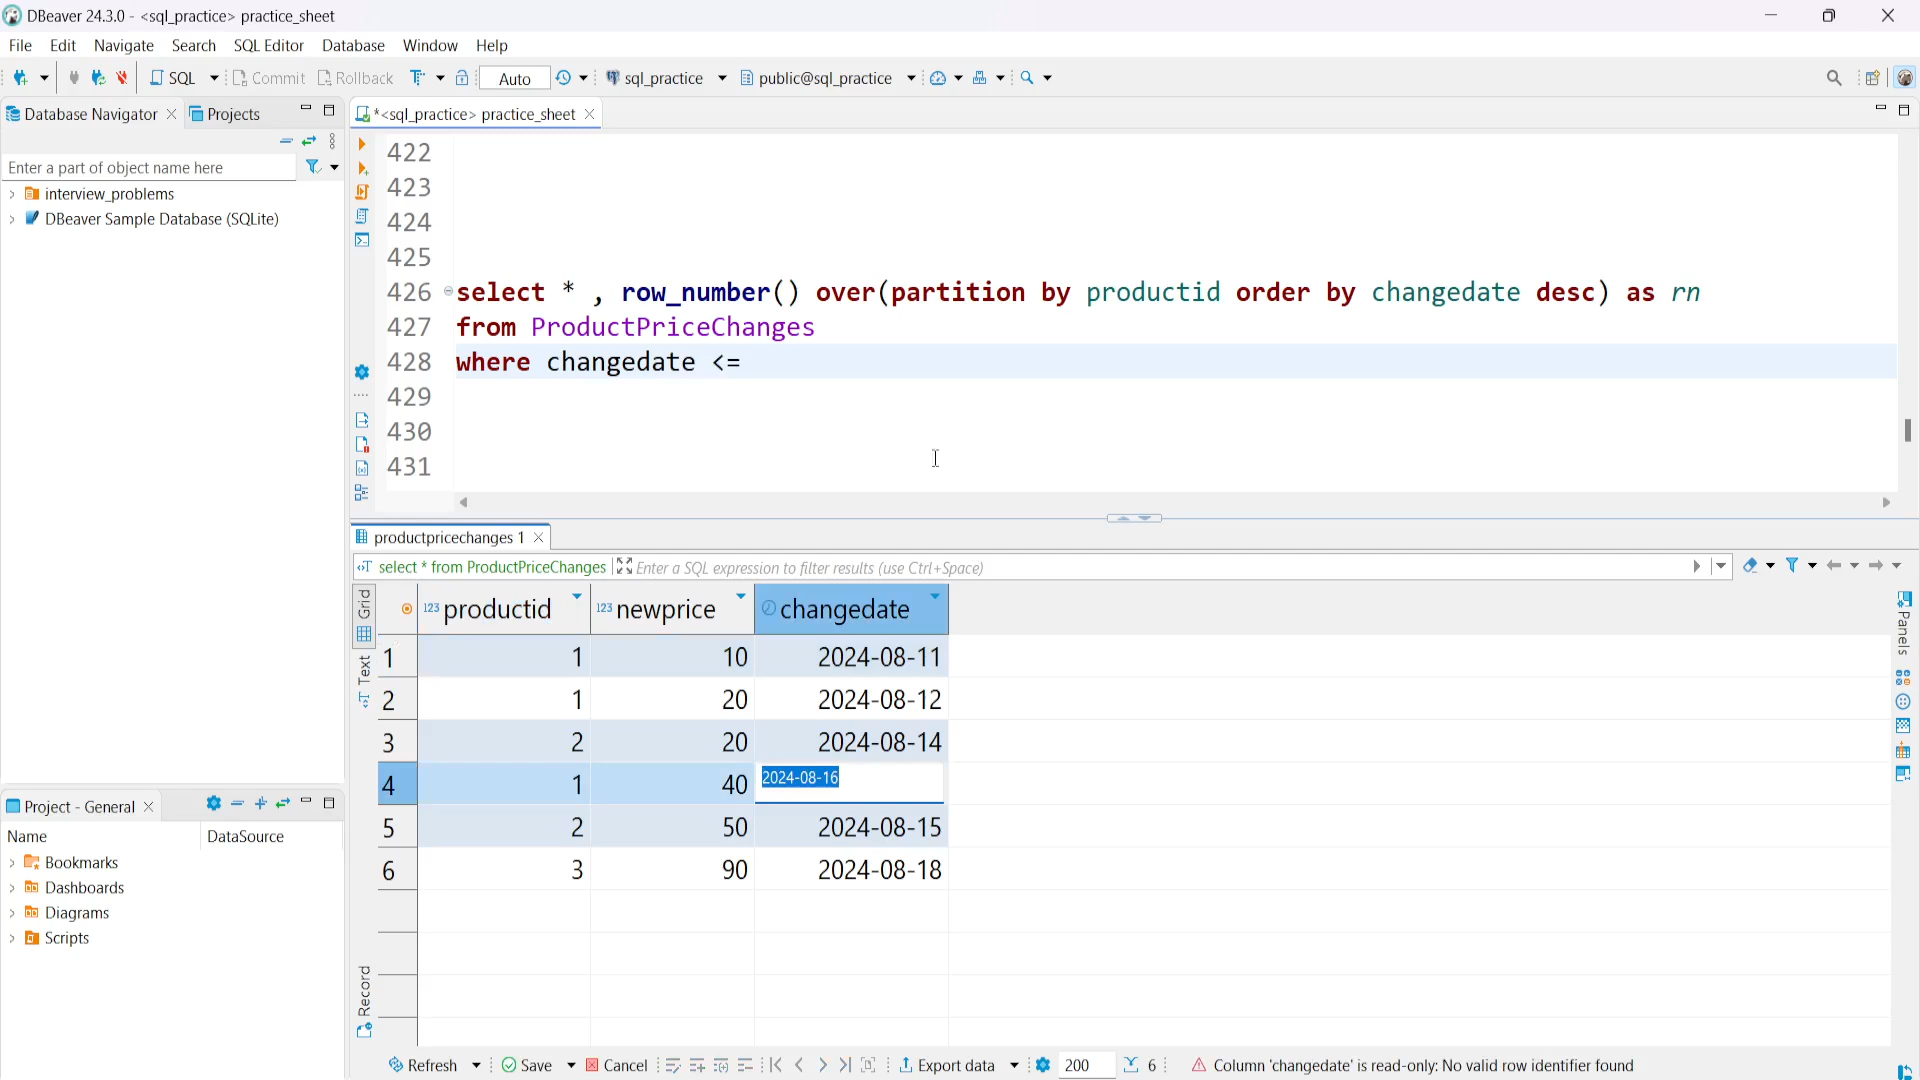 DBeaver 24.3.0 - <sql_practice> practice_sheet
File Edit Navigate Search SQL Editor Database Window Help
SQL Commit Rollback Auto sql_practice public@sql_practice
Database Navigator Projects
*<sql_practice> practice_sheet
Enter a part of object name here
interview_problems
DBeaver Sample Database (SQLite)
422
423
424
425
426 select * , row_number() over(partition by productid order by changedate desc) as rn
427 from ProductPriceChanges
428 where changedate <=
429
430
431
productpricechanges 1
select * from ProductPriceChanges Enter a SQL expression to filter results (use Ctrl+Space)
Grid
Text
Record
Panels
123 productid 123 newprice changedate
1 1 10 2024-08-11
2 1 20 2024-08-12
3 2 20 2024-08-14
4 1 40 2024-08-16
5 2 50 2024-08-15
6 3 90 2024-08-18
Project - General
Name DataSource
Bookmarks
Dashboards
Diagrams
Scripts
Refresh Save Cancel Export data 200 6 Column 'changedate' is read-only: No valid row identifier found